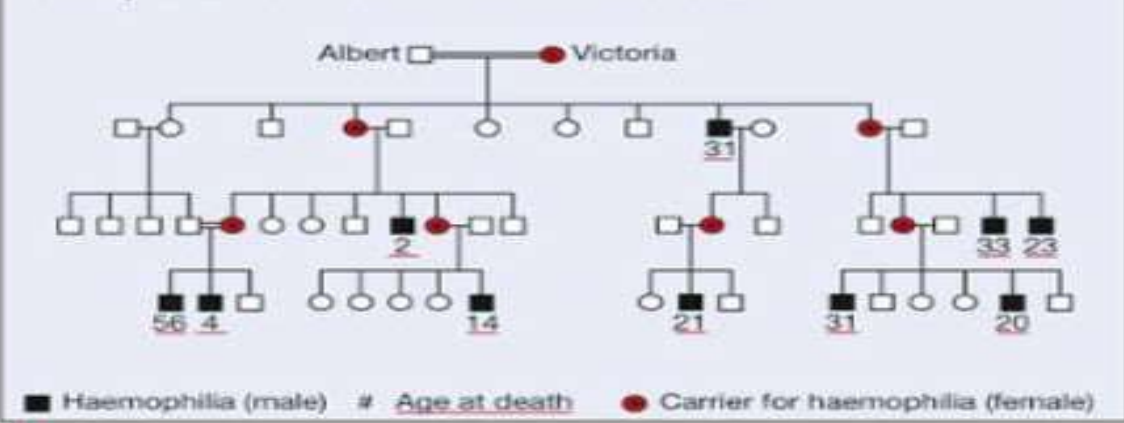 Albert Victoria
31
2 33 23
56 4 14 21 31 20
Haemophilia (male) # Age at death Carrier for haemophilia (female)